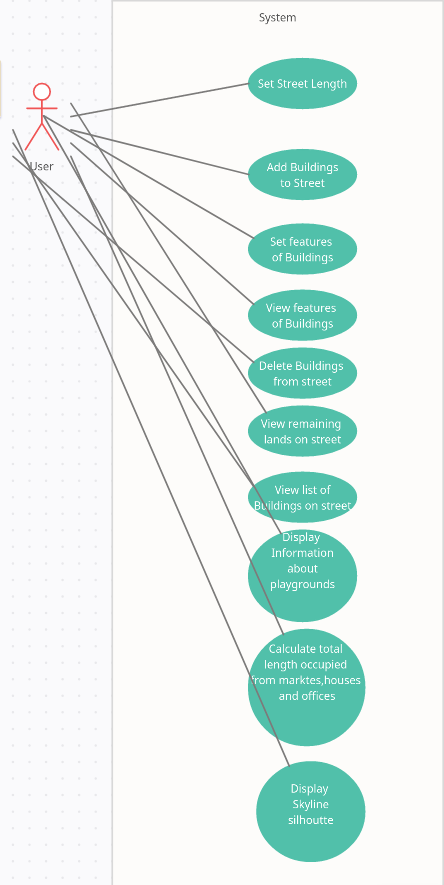 System
User
Set Street Length
Add Buildings
to Street
Set features
of Buildings
View features
of Buildings
Delete Buildings
from street
View remaining
lands on street
View list of
Buildings on street
Display
Information
about
playgrounds
Calculate total
length occupied
from marktes,houses
and offices
Display
Skyline
silhoutte